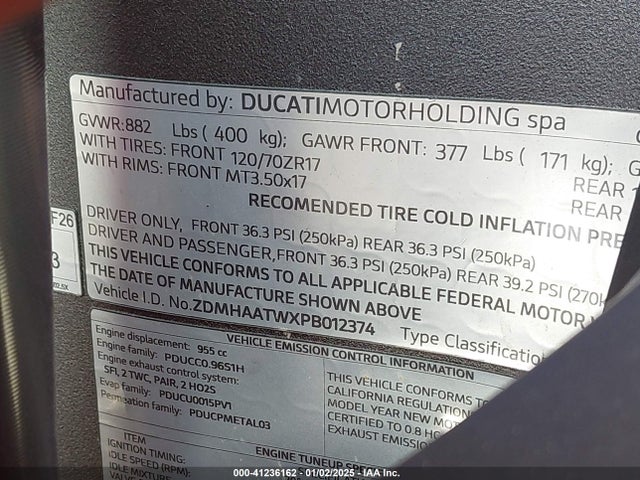 Manufactured by: DUCATIMOTORHOLDING spa
GVWR:882 Lbs ( 400 kg); GAWR FRONT: 377 Lbs ( 171 kg); G
WITH TIRES: FRONT 120/70ZR17 REAR
WITH RIMS: FRONT MT3.50x17 REAR
RECOMENDED TIRE COLD INFLATION PRE
DRIVER ONLY, FRONT 36.3 PSI (250kPa) REAR 36.3 PSI (250kPa)
DRIVER AND PASSENGER,FRONT 36.3 PSI (250kPa) REAR 39.2 PSI (270k
THIS VEHICLE CONFORMS TO ALL APPLICABLE FEDERAL MOTOR
THE DATE OF MANUFACTURE SHOWN ABOVE
Vehicle I.D. No.ZDMHAATWXPB012374 Type Classification
F26
VEHICLE EMISSION CONTROL INFORMATION
Engine displacement: 955 cc
Engine family: PDUCC0.96S1H
Engine exhaust control system:
SFI, 2 TWC, PAIR, 2 HO2S
Evap family: PDUCU0015PV1
Permeation family: PDUCPMETAL03
THIS VEHICLE CONFORMS TO
CALIFORNIA REGULATION
MODEL YEAR NEW MOTO
CERTIFIED TO 0.8 HC
EXHAUST EMISSION
ENGINE TUNEUP SPE
ITEM
IGNITION TIMING:
IDLE SPEED (RPM):
IDLE MIXTURE
000-41236162 - 01/02/2025 - IAA Inc.